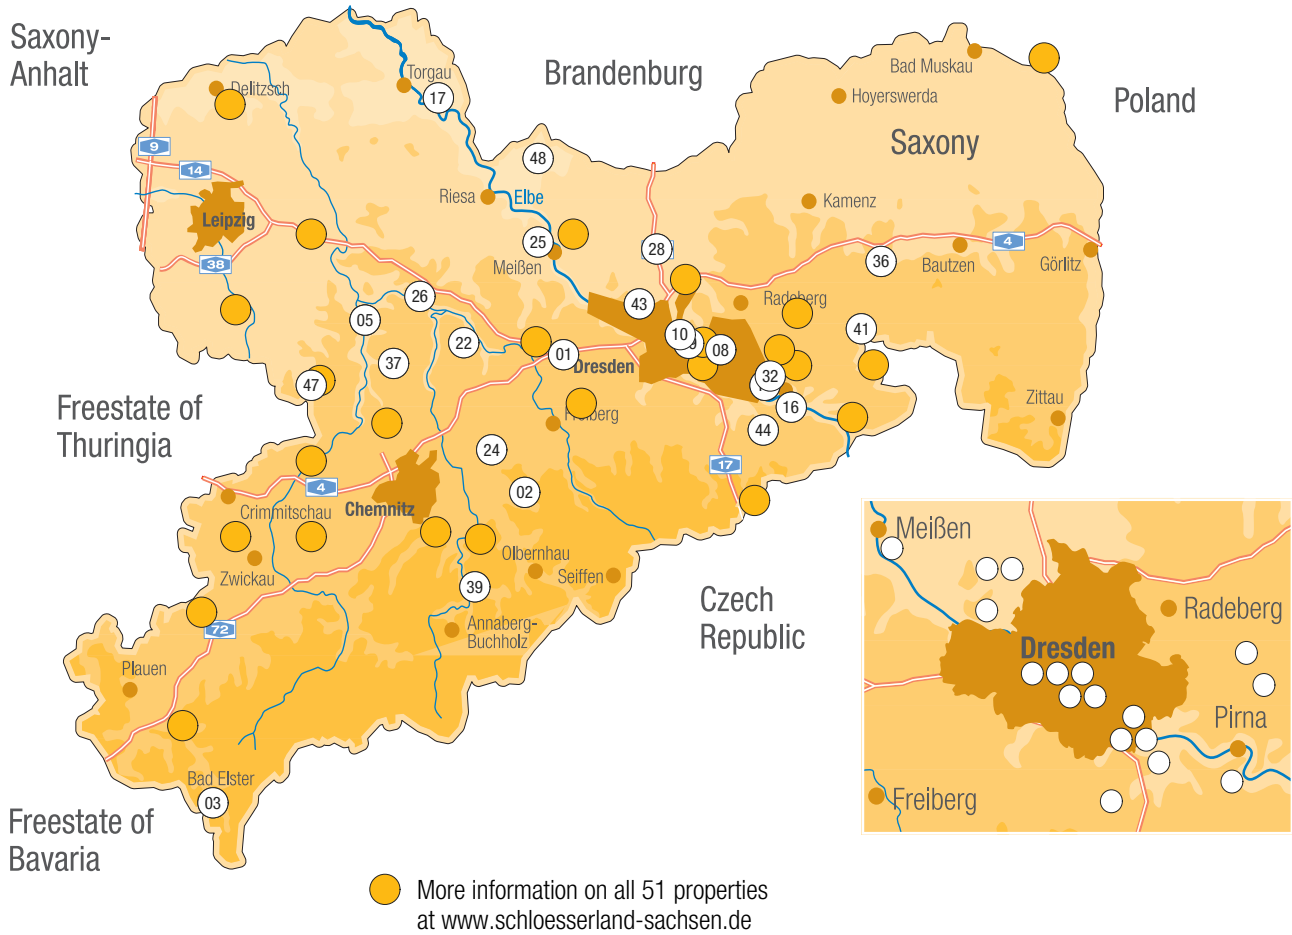 Saxony-
Anhalt
Brandenburg
Poland
Saxony
Freestate of
Thuringia
Czech
Republic
Freestate of
Bavaria
Torgau
17
Delitzsch
Bad Muskau
Hoyerswerda
9
14
48
Riesa
Elbe
Kamenz
Leipzig
38
25
Meißen
28
36
4
Bautzen
Görlitz
26
05
43
Radeberg
10
08
41
22
01
37
Dresden
47
32
16
44
Zittau
Freiberg
24
17
02
4
Crimmitschau
Chemnitz
Zwickau
Olbernhau
Seiffen
39
72
Annaberg-
Buchholz
Plauen
Bad Elster
03
Meißen
Radeberg
Dresden
Pirna
Freiberg
More information on all 51 properties
at www.schloesserland-sachsen.de